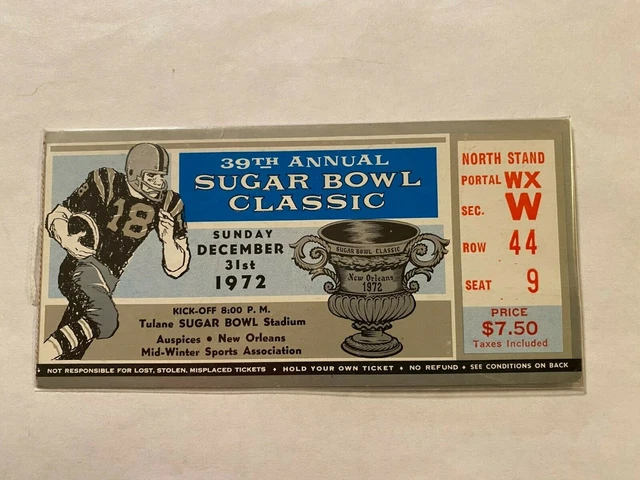 18
39TH ANNUAL
SUGAR BOWL
CLASSIC
SUNDAY
DECEMBER
31st
1972
SUGAR BOWL CLASSIC
New Orleans
1972
KICK-OFF 8:00 P. M.
Tulane SUGAR BOWL Stadium
Auspices • New Orleans
Mid-Winter Sports Association
NORTH STAND
PORTAL WX
SEC. W
ROW 44
SEAT 9
PRICE
$7.50
Taxes Included
NOT RESPONSIBLE FOR LOST, STOLEN, MISPLACED TICKETS • HOLD YOUR OWN TICKET • NO REFUND • SEE CONDITIONS ON BACK